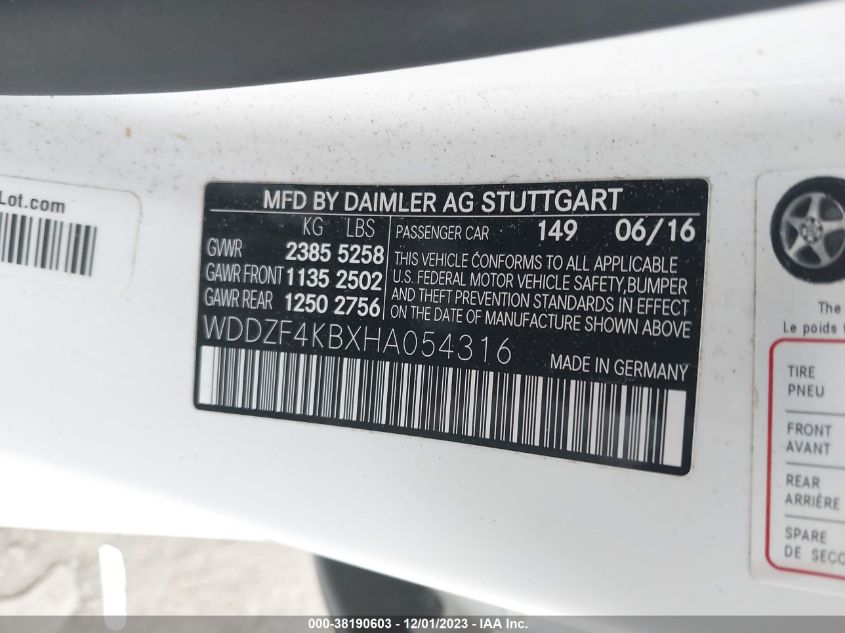 Lot.com
MFD BY DAIMLER AG STUTTGART
KG LBS
GVWR 2385 5258
GAWR FRONT 1135 2502
GAWR REAR 1250 2756
PASSENGER CAR 149 06/16
THIS VEHICLE CONFORMS TO ALL APPLICABLE
U.S. FEDERAL MOTOR VEHICLE SAFETY,BUMPER
AND THEFT PREVENTION STANDARDS IN EFFECT
ON THE DATE OF MANUFACTURE SHOWN ABOVE
WDDZF4KBXHA054316
MADE IN GERMANY
The
Le poids
TIRE
PNEU
FRONT
AVANT
REAR
ARRIÈRE
SPARE
DE SECO
000-38190603 - 12/01/2023 - IAA Inc.